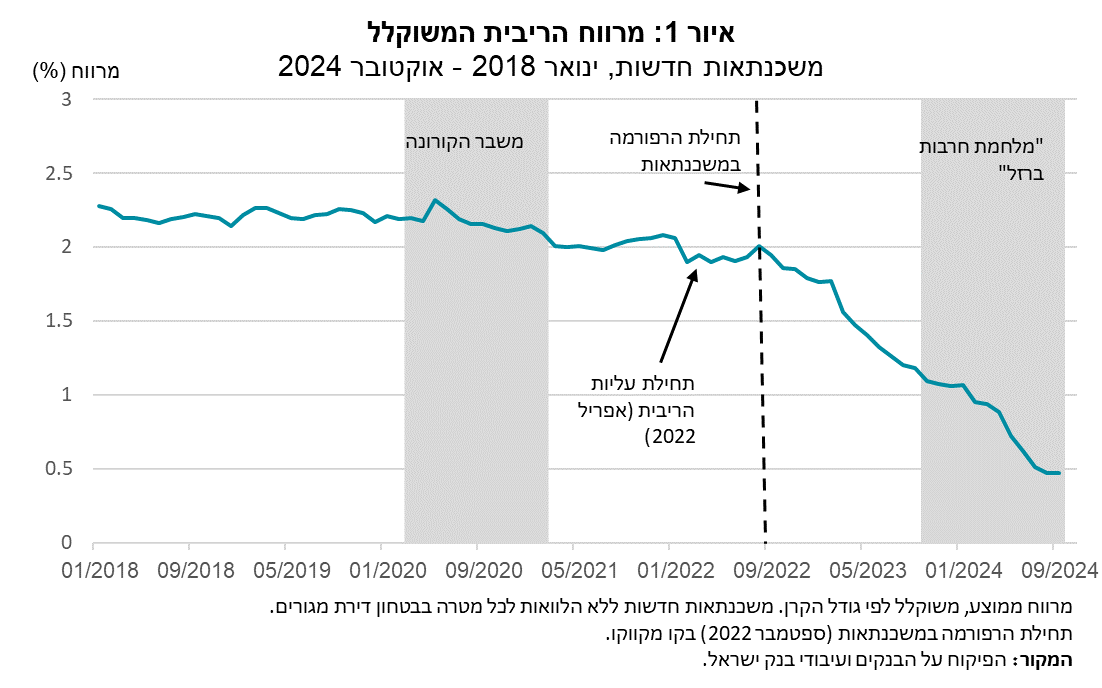 איור 1: מרווח הריבית המשוקלל
משכנתאות חדשות, ינואר 2018 - אוקטובר 2024
מרווח (%)
3
2.5
2
1.5
1
0.5
0
משבר הקורונה
תחילת הרפורמה
במשכנתאות
"מלחמת חרבות
ברזל"
תחילת עליות
הריבית (אפריל
2022)
01/2018
09/2018
05/2019
01/2020
09/2020
05/2021
01/2022
09/2022
05/2023
01/2024
09/2024
מרווח ממוצע, משוקלל לפי גודל הקרן. משכנתאות חדשות ללא הלוואות לכל מטרה בבטחון דירת מגורים.
תחילת הרפורמה במשכנתאות (ספטמבר 2022) בקו מקווקו.
המקור: הפיקוח על הבנקים ועיבודי בנק ישראל.